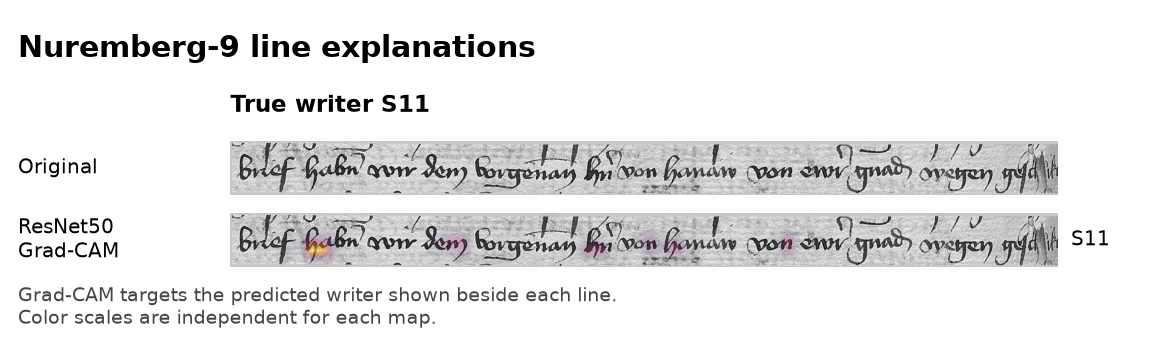 Nuremberg-9 line explanations
True writer S11
Original
brief habn wir dem vorgenan hn von hanaw von ewr gnad wegen
ResNet50
Grad-CAM
brief habn wir dem vorgenan hn von hanaw von ewr gnad wegen
S11
Grad-CAM targets the predicted writer shown beside each line.
Color scales are independent for each map.